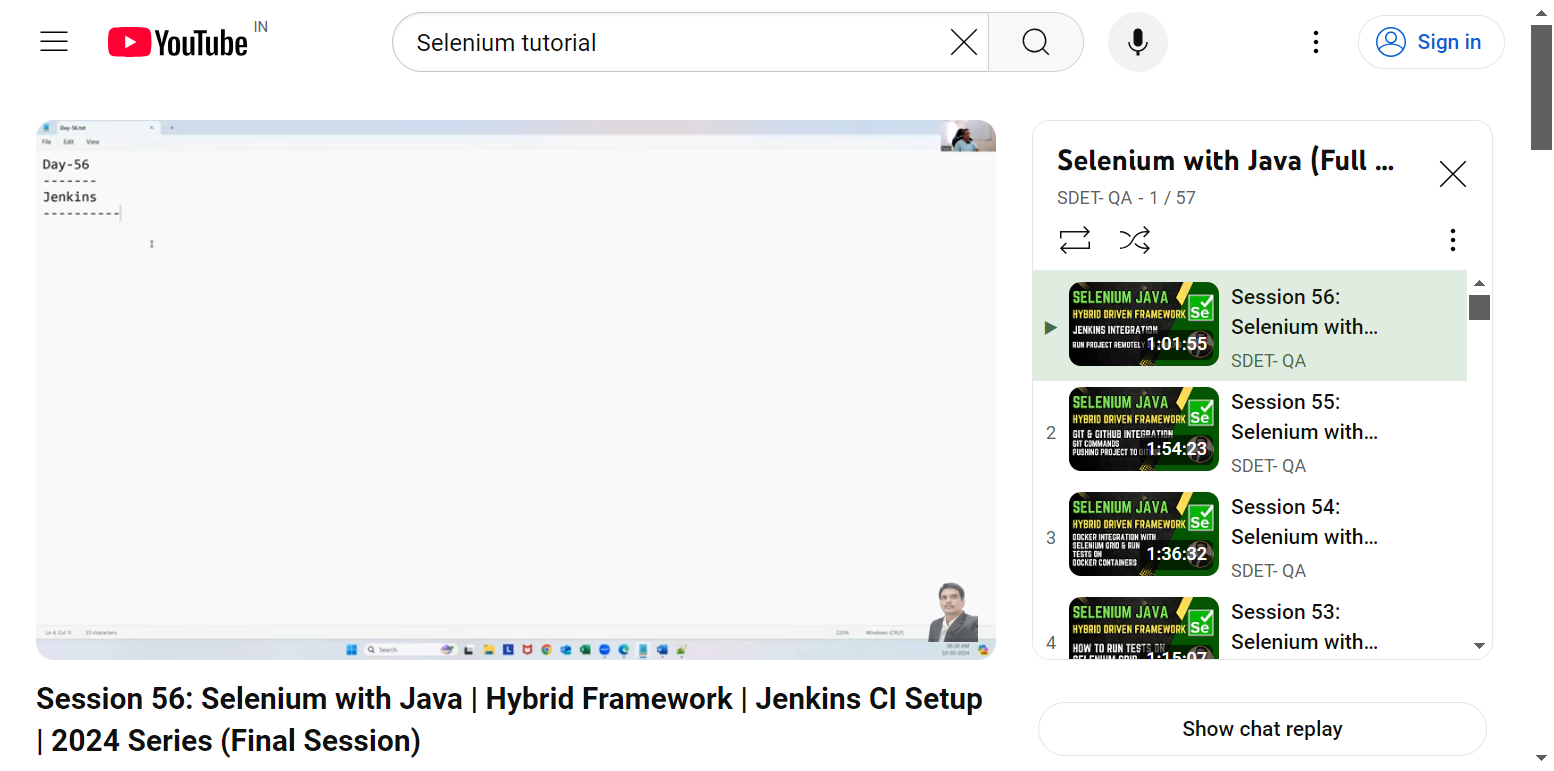 YouTube
IN
Selenium tutorial
Sign in
Day-56.txt
File Edit View
Day-56
-------
Jenkins
----------
Ln 4, Col 11 33 characters
220%
Windows (CRLF)
Search
Session 56: Selenium with Java | Hybrid Framework | Jenkins CI Setup
| 2024 Series (Final Session)
Selenium with Java (Full ...
SDET- QA - 1 / 57
SELENIUM JAVA
HYBRID DRIVEN FRAMEWORK
Se
JENKINS INTEGRATION
RUN PROJECT REMOTELY
1:01:55
Session 56:
Selenium with...
SDET- QA
2
SELENIUM JAVA
HYBRID DRIVEN FRAMEWORK
Se
GIT & GITHUB INTEGRATION
GIT COMMANDS
PUSHING PROJECT TO
1:54:23
Session 55:
Selenium with...
SDET- QA
3
SELENIUM JAVA
HYBRID DRIVEN FRAMEWORK
Se
DOCKER INTEGRATION WITH
SELENIUM GRID & RUN
TESTS ON
DOCKER CONTAINERS
1:36:32
Session 54:
Selenium with...
SDET- QA
4
SELENIUM JAVA
HYBRID DRIVEN FRAMEWORK
Se
HOW TO RUN TESTS ON
SELENIUM GRID
1:15:07
Session 53:
Selenium with...
Show chat replay